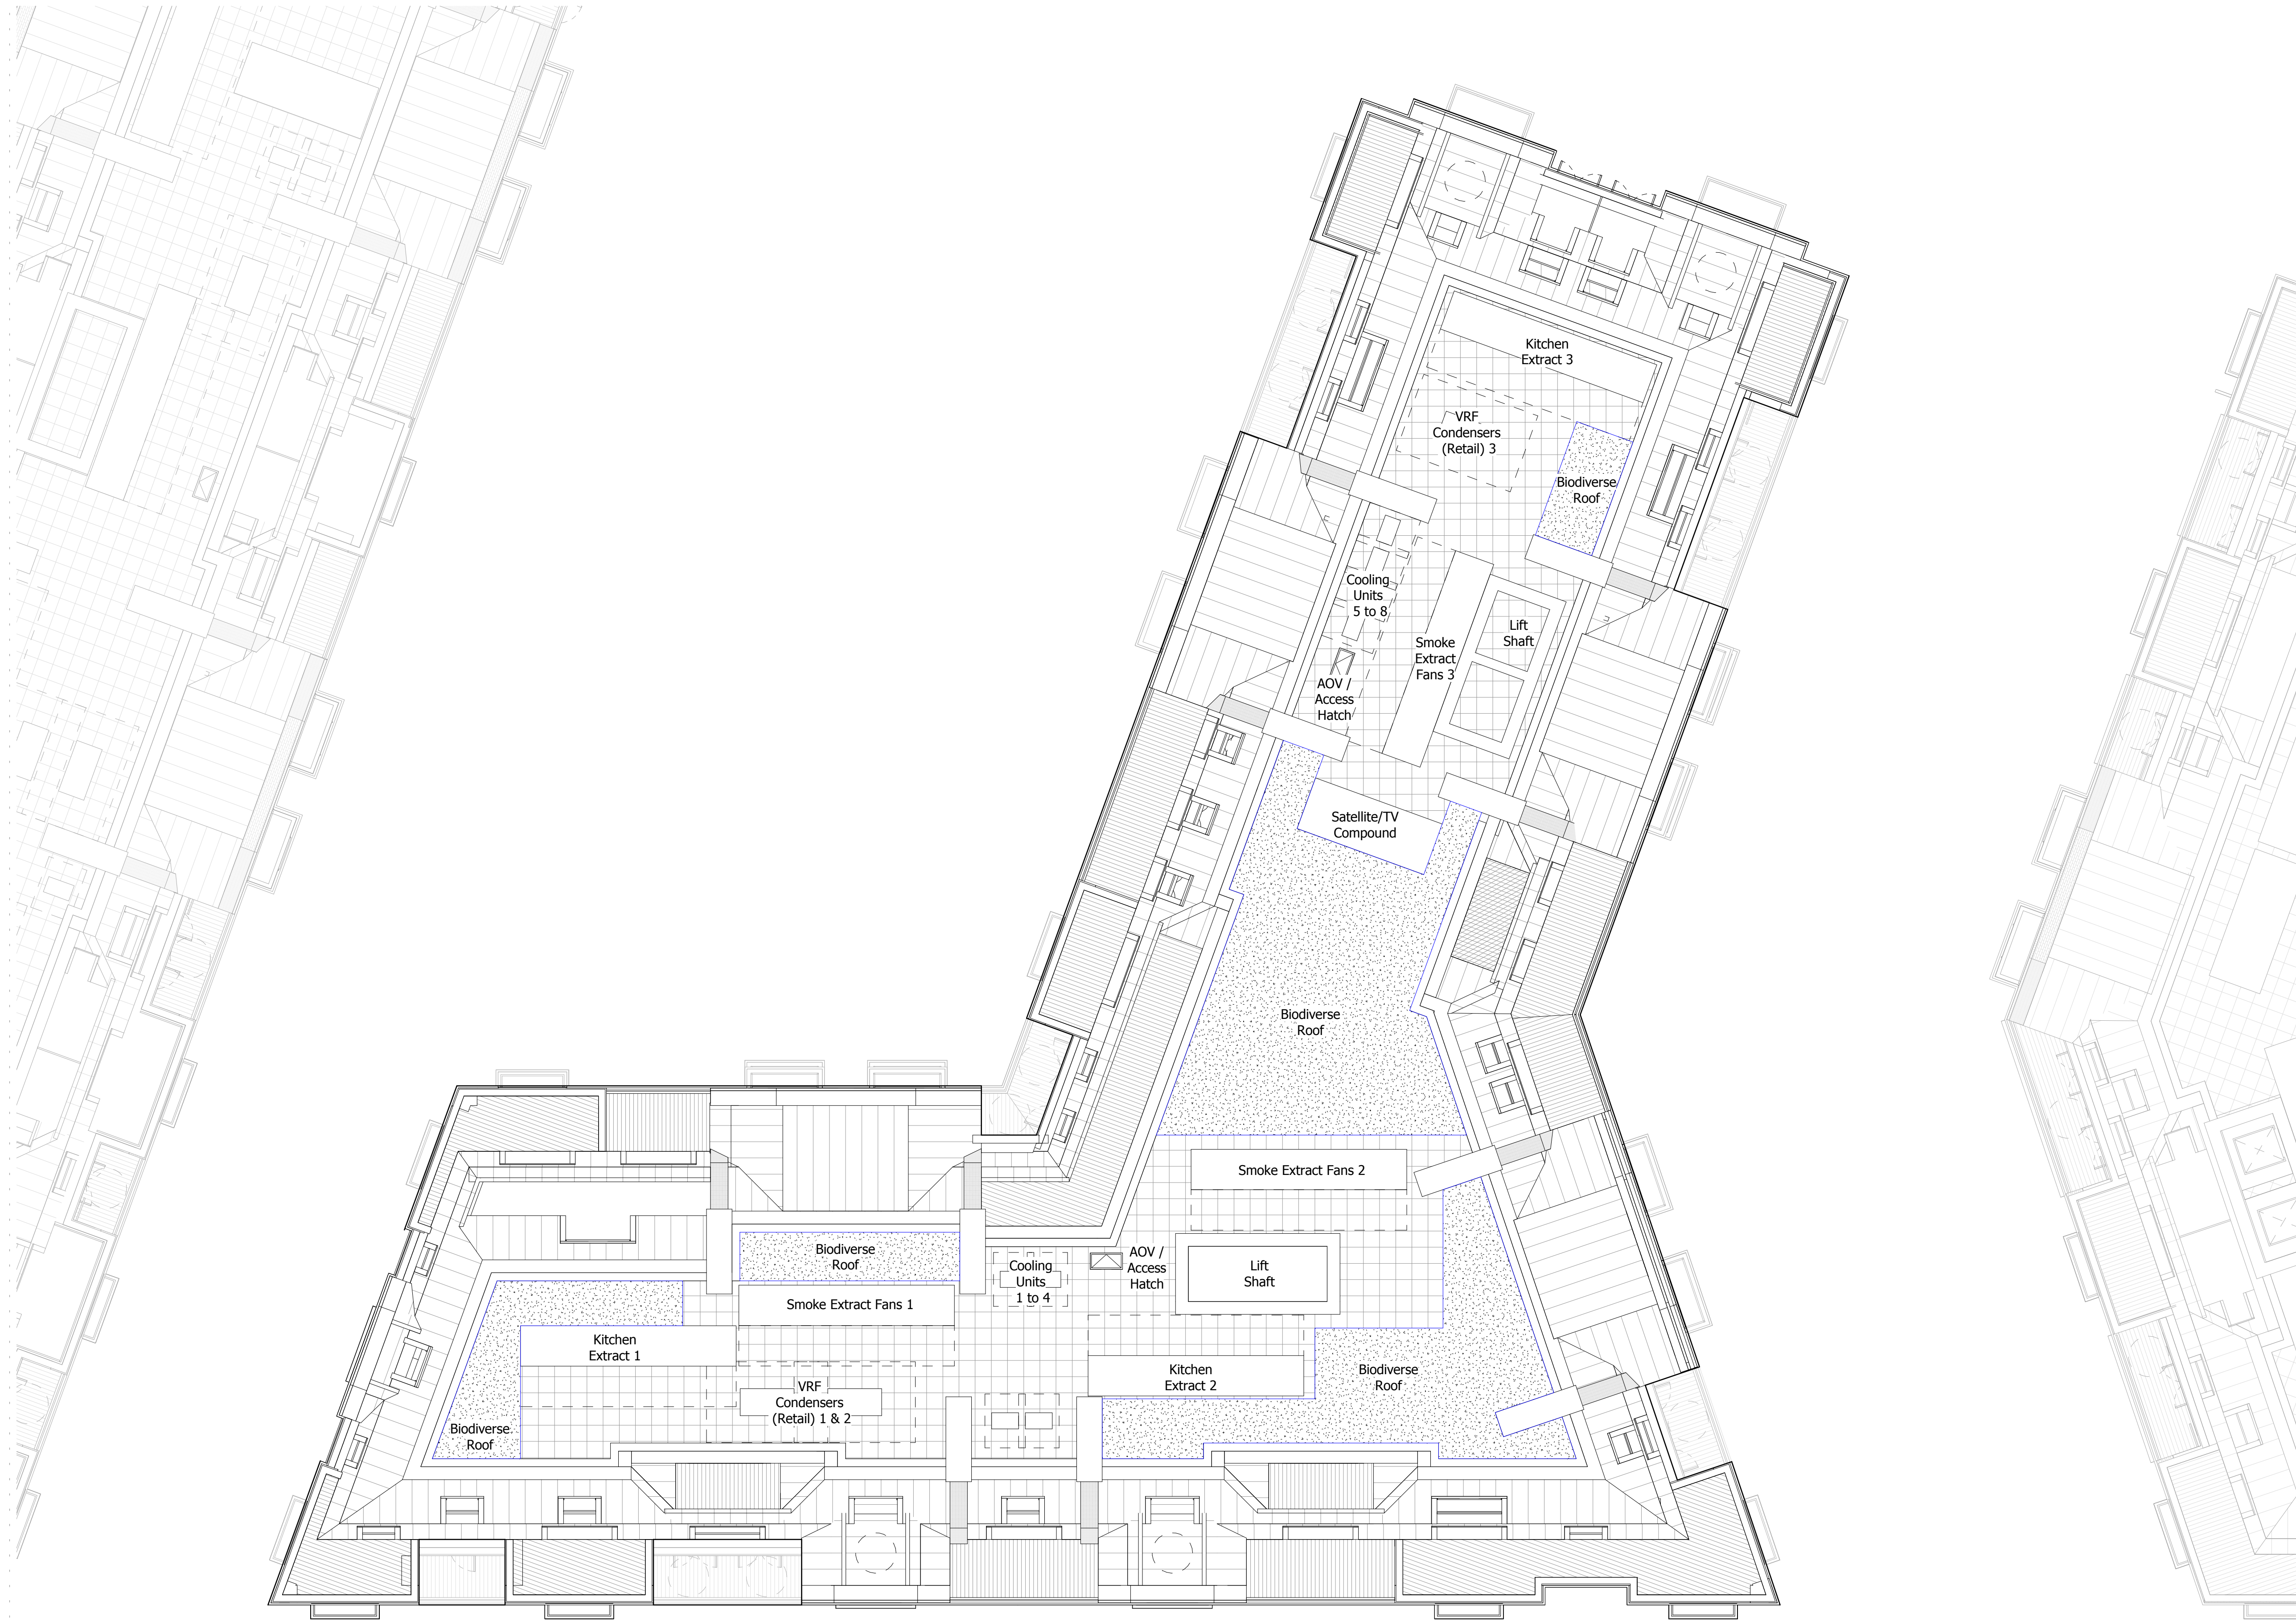 Kitchen
Extract 3
VRF
Condensers
(Retail) 3
Biodiverse
Roof
Cooling
Units
5 to 8
Lift
Shaft
Smoke
Extract
Fans 3
AOV /
Access
Hatch
Satellite/TV
Compound
Biodiverse
Roof
Smoke Extract Fans 2
Biodiverse
Roof
Cooling
Units
1 to 4
AOV /
Access
Hatch
Lift
Shaft
Smoke Extract Fans 1
Kitchen
Extract 1
Kitchen
Extract 2
Biodiverse
Roof
VRF
Condensers
(Retail) 1 & 2
Biodiverse
Roof